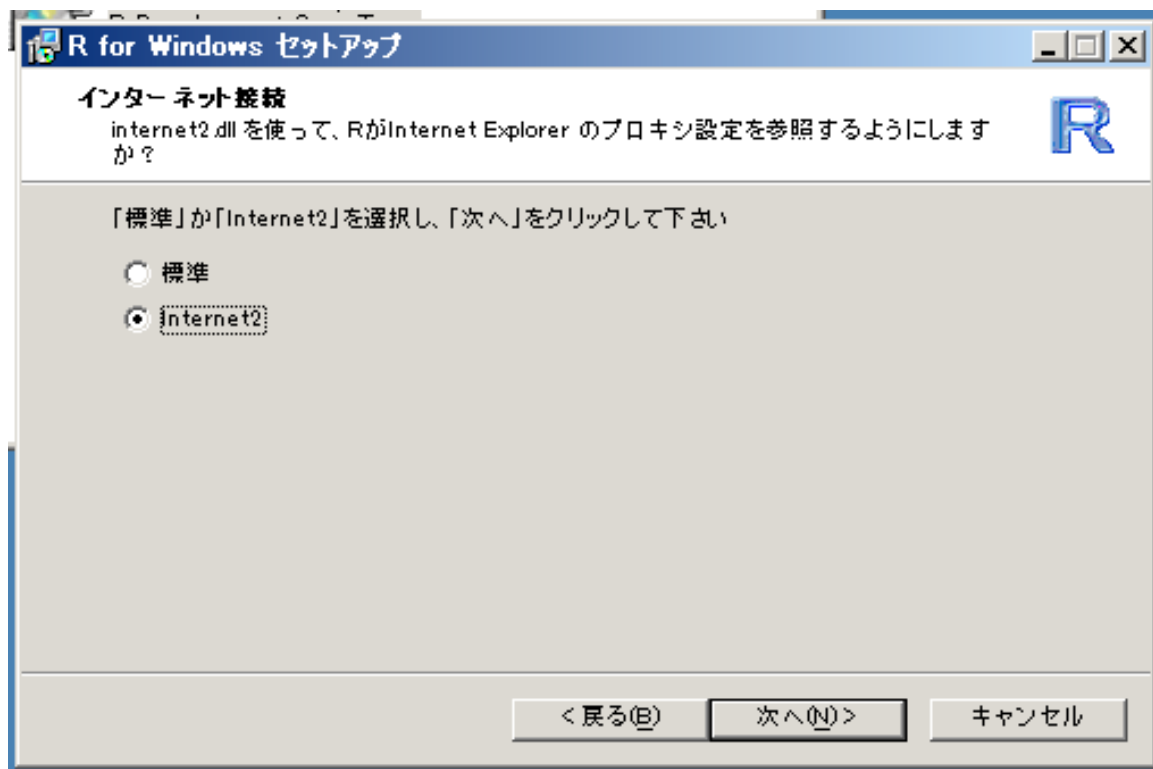 R for Windows セットアップ
インターネット接続
internet2.dll を使って、RがInternet Explorer のプロキシ設定を参照するようにします
か?
R
「標準」か「Internet2」を選択し、「次へ」をクリックして下さい
標準
Internet2
<戻る(B)
次へ(N)>
キャンセル